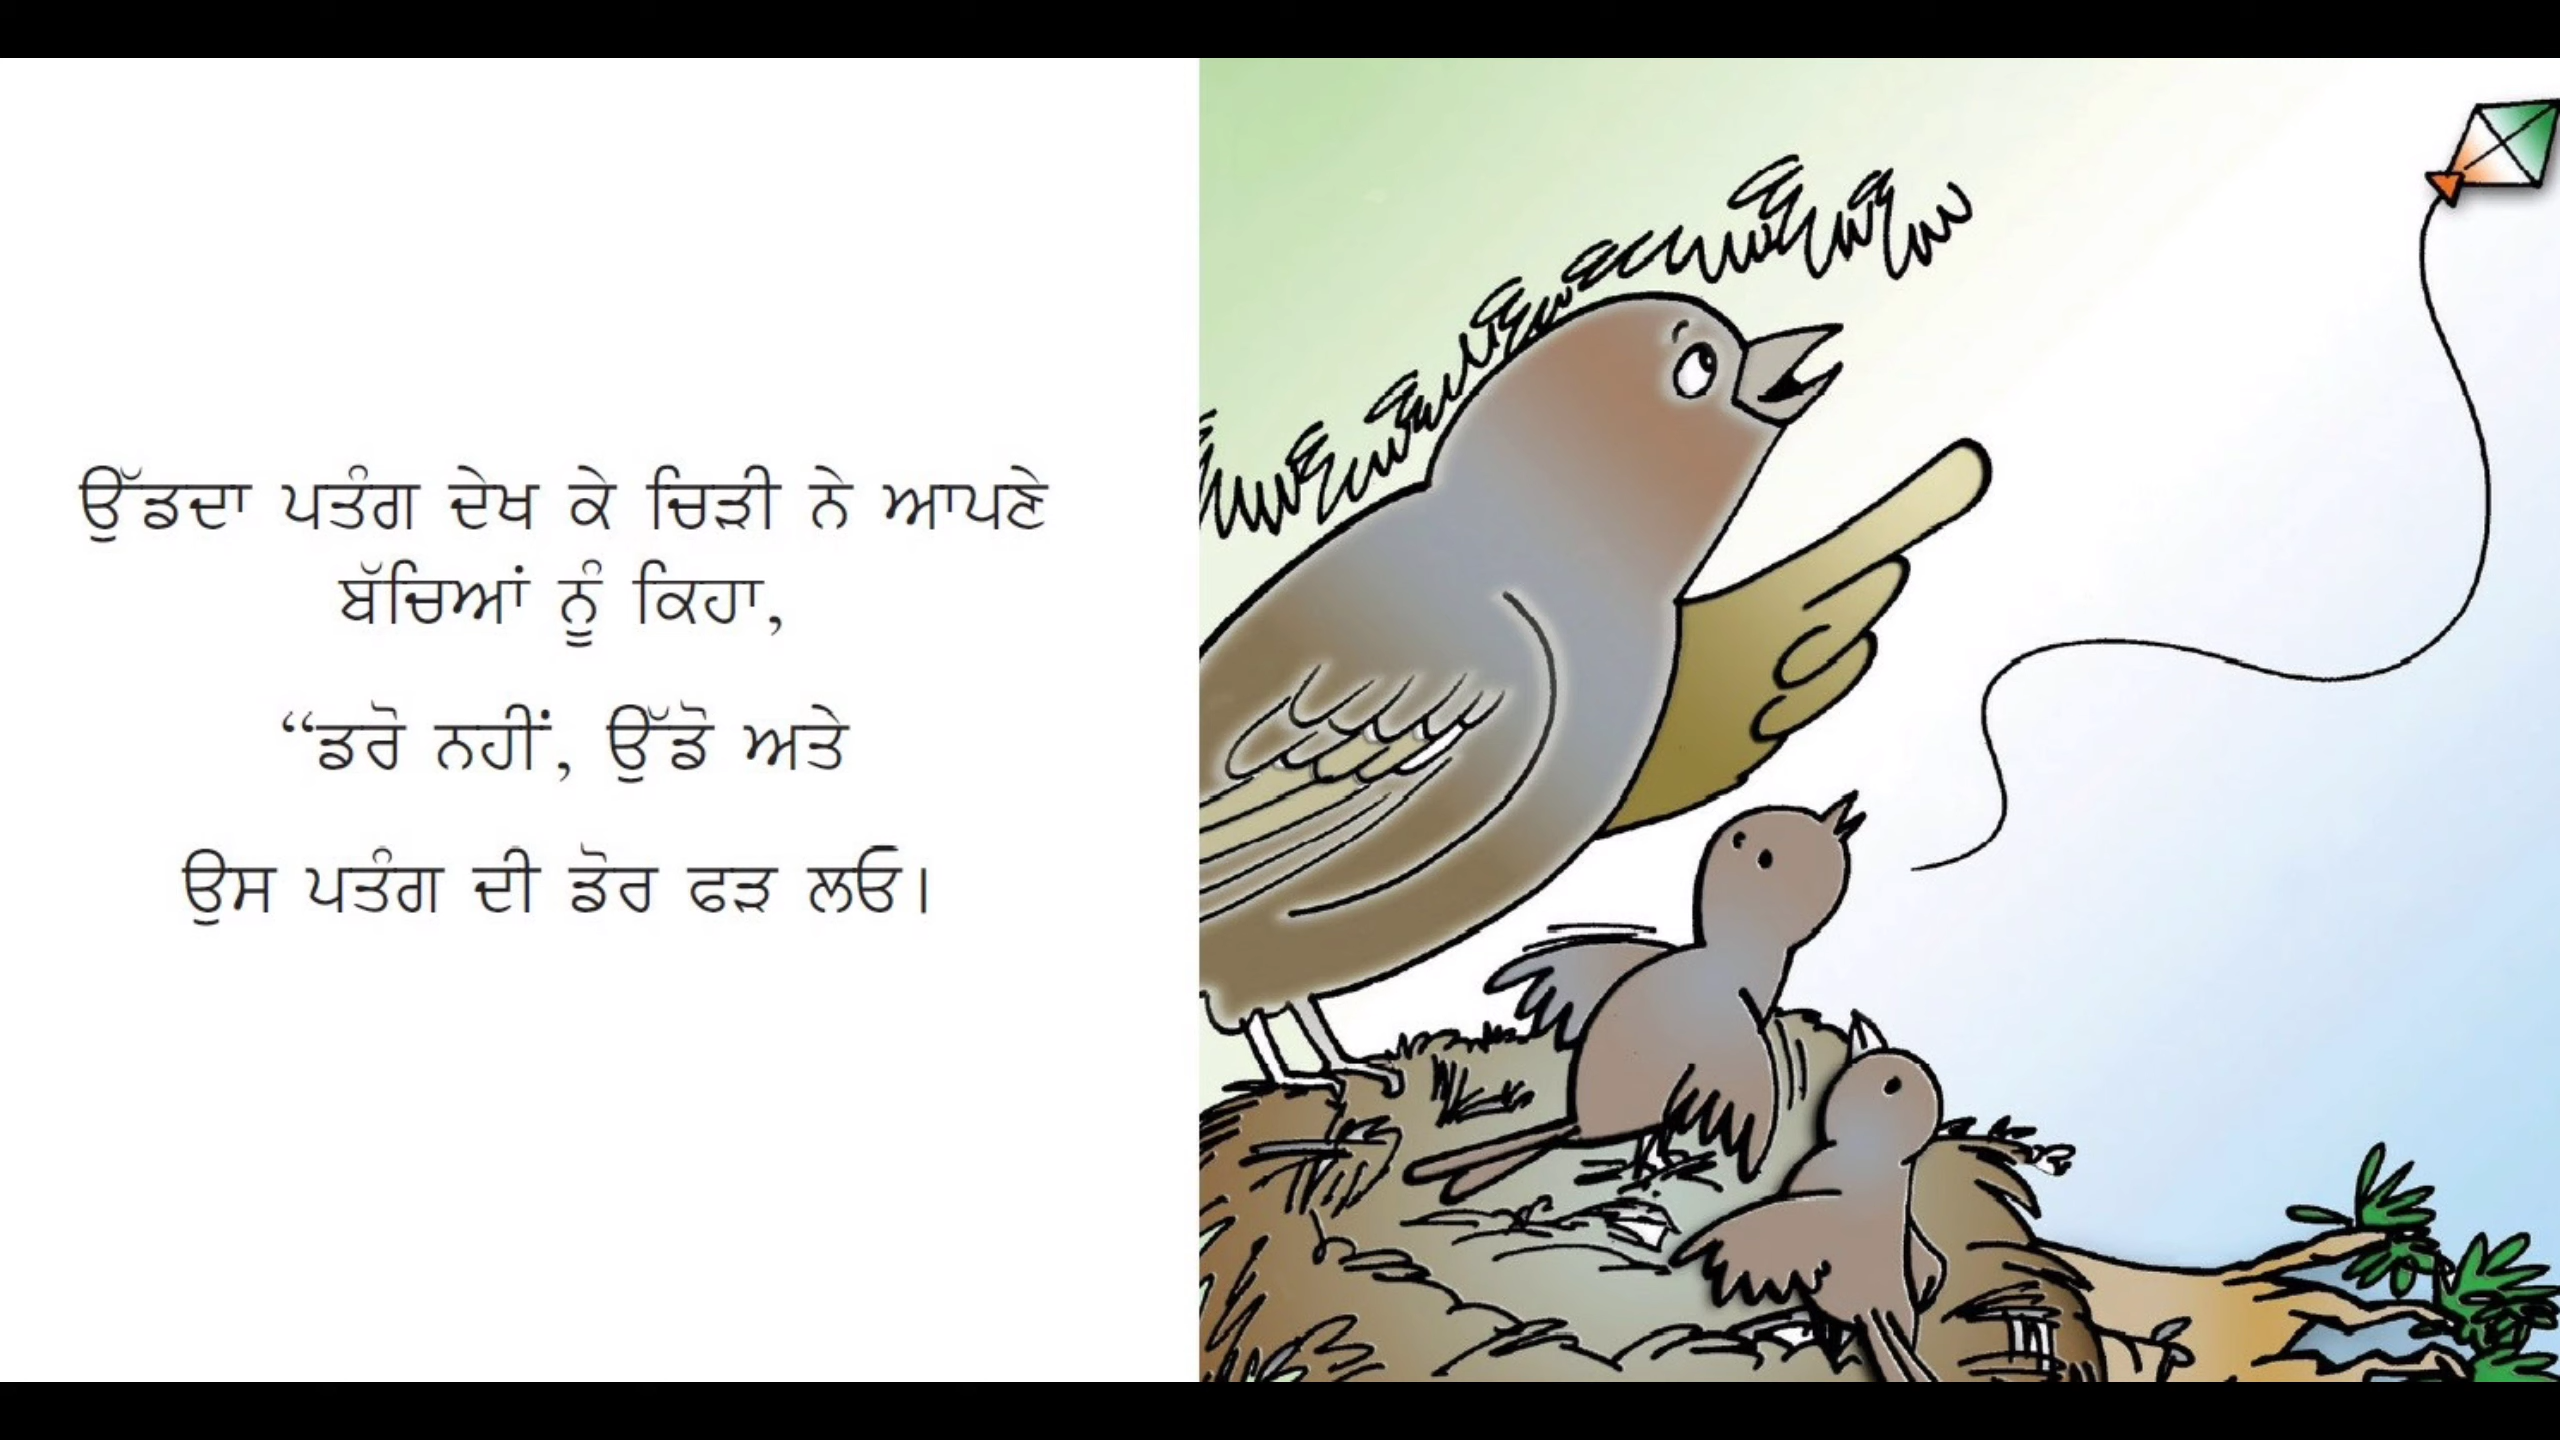 ਉੱਡਦਾ ਪਤੰਗ ਦੇਖ ਕੇ ਚਿੜੀ ਨੇ ਆਪਣੇ
ਬੱਚਿਆਂ ਨੂੰ ਕਿਹਾ,
“ਡਰੋ ਨਹੀਂ, ਉੱਡੋ ਅਤੇ
ਉਸ ਪਤੰਗ ਦੀ ਡੋਰ ਫੜ ਲਓ।